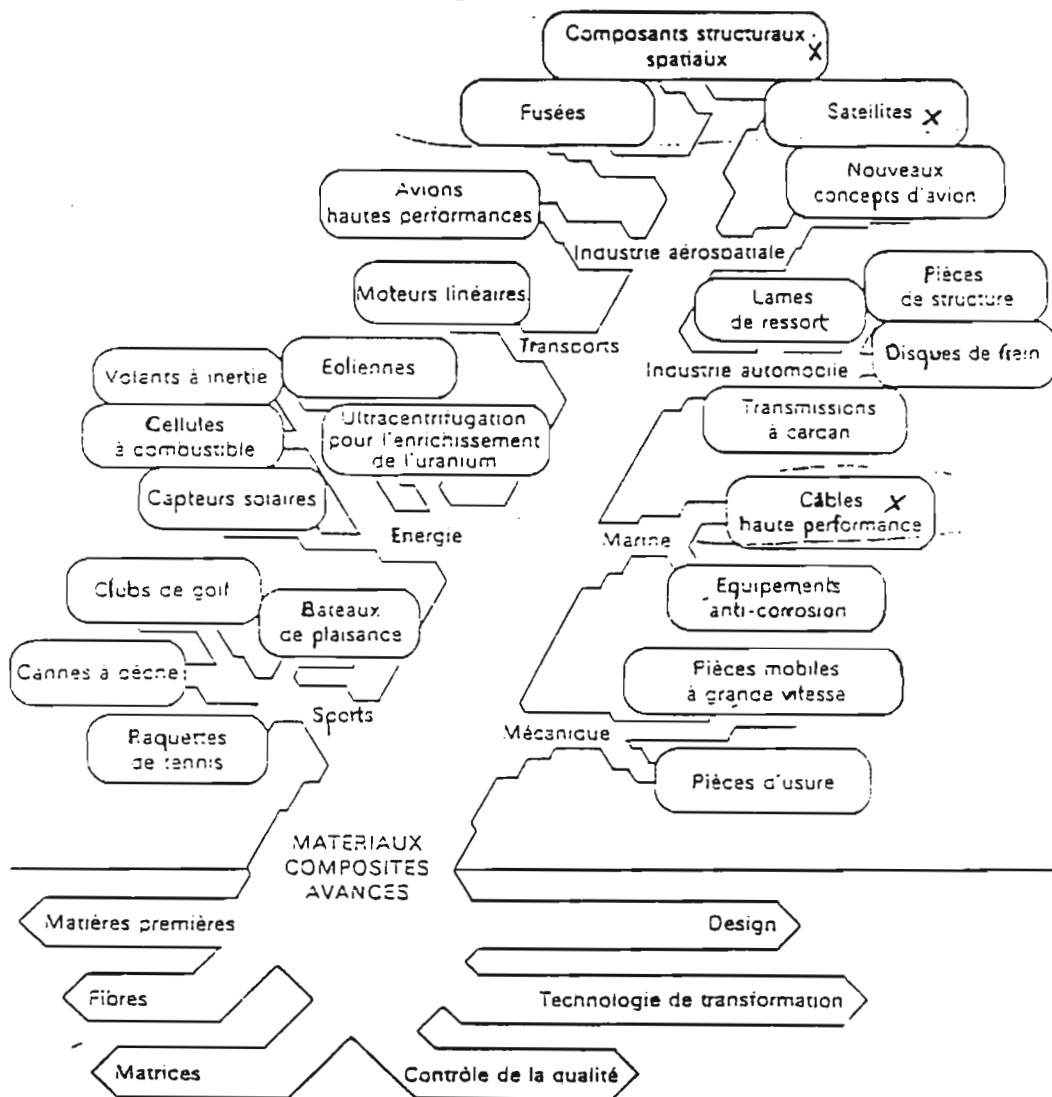 Composants structuraux
spatiaux
X
Fusées
Satellites X
Avions
hautes performances
Nouveaux
concepts d'avion
Industrie aérospatiale
Moteurs linéaires
Lames
de ressort
Pièces
de structure
Transports
Disques de frein
Industrie automobile
Volants à inertie
Eoliennes
Cellules
à combustible
Ultracentrifugation
pour l'enrichissement
de l'uranium
Transmissions
à cardan
Capteurs solaires
Câbles X
haute performance
Energie
Marine
Clubs de golf
Bateaux
de plaisance
Equipements
anti-corrosion
Cannes à pêche
Pièces mobiles
à grande vitesse
Sports
Mécanique
Raquettes
de tennis
Pièces d'usure
MATERIAUX
COMPOSITES
AVANCES
Matières premières
Design
Fibres
Technologie de transformation
Matrices
Contrôle de la qualité